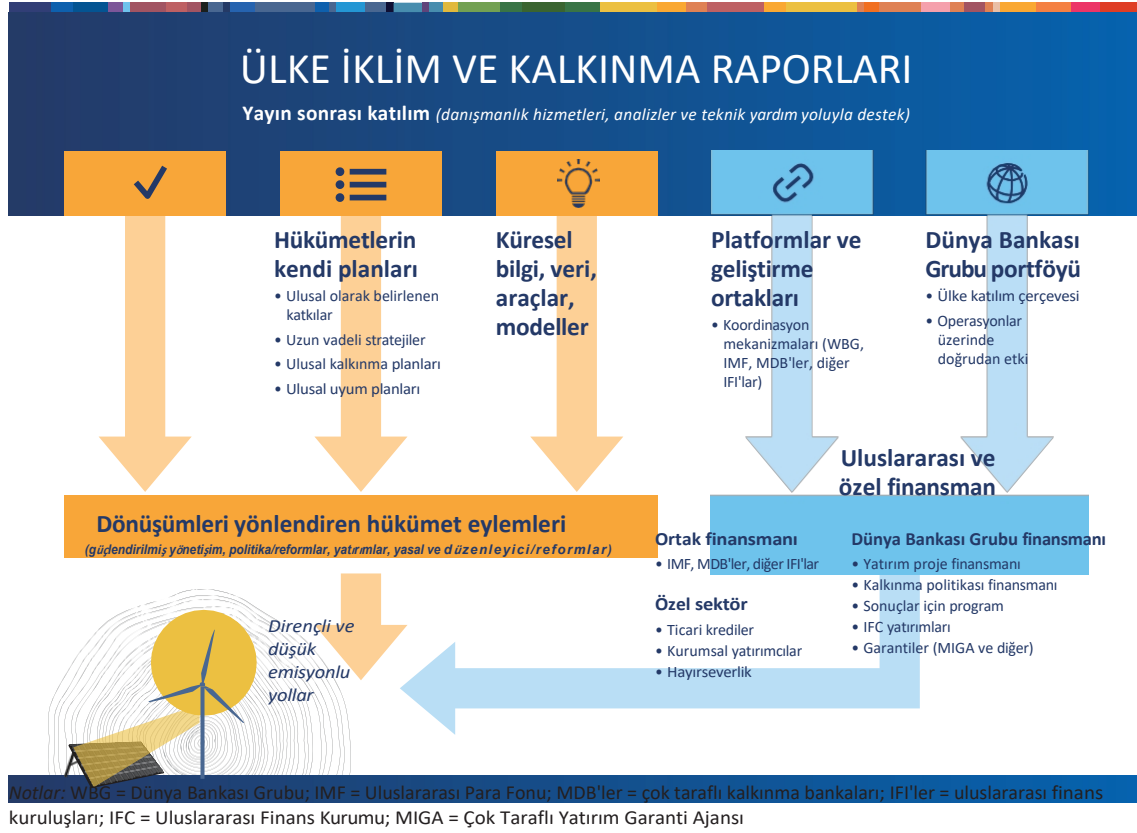 ÜLKE İKLİM VE KALKINMA RAPORLARI
Yayın sonrası katılım (danışmanlık hizmetleri, analizler ve teknik yardım yoluyla destek)
Hükümetlerin
kendi planları
• Ulusal olarak belirlenen
katkılar
• Uzun vadeli stratejiler
• Ulusal kalkınma planları
• Ulusal uyum planları
Küresel
bilgi, veri,
araçlar,
modeller
Platformlar ve
geliştirme
ortakları
• Koordinasyon
mekanizmaları (WBG,
IMF, MDB'ler, diğer
IFI'lar)
Dünya Bankası
Grubu portföyü
• Ülke katılım çerçevesi
• Operasyonlar
üzerinde
doğrudan etki
Dönüşümleri yönlendiren hükümet eylemleri
(güçlendirilmiş yönetişim, politika/reformlar, yatırımlar, yasal ve düzenleyici/reformlar)
Uluslararası ve
özel finansman
Ortak finansmanı
• IMF, MDB'ler, diğer IFI'lar
Özel sektör
• Ticari krediler
• Kurumsal yatırımcılar
• Hayırseverlik
Dünya Bankası Grubu finansmanı
• Yatırım proje finansmanı
• Kalkınma politikası finansmanı
• Sonuçlar için program
• IFC yatırımları
• Garantiler (MIGA ve diğer)
Dirençli ve
düşük
emisyonlu
yollar
Notlar: WBG = Dünya Bankası Grubu; IMF = Uluslararası Para Fonu; MDB'ler = çok taraflı kalkınma bankaları; IFI'ler = uluslararası finans
kuruluşları; IFC = Uluslararası Finans Kurumu; MIGA = Çok Taraflı Yatırım Garanti Ajansı